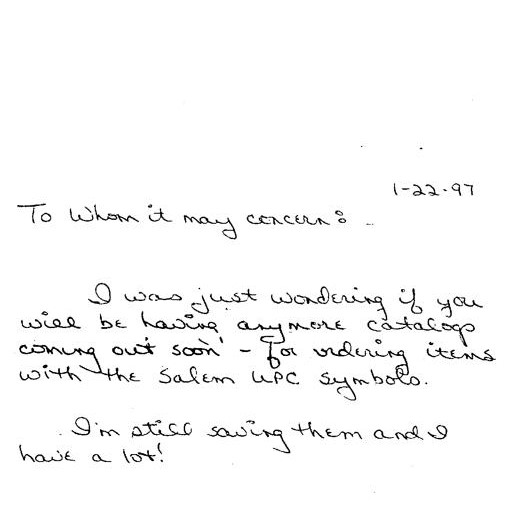 1-22-97
To Whom it may concern:
I was just wondering if you
will be having anymore catalogs
coming out soon - for ordering items
with the Salem UPC symbols.
I'm still saving them and I
have a lot!